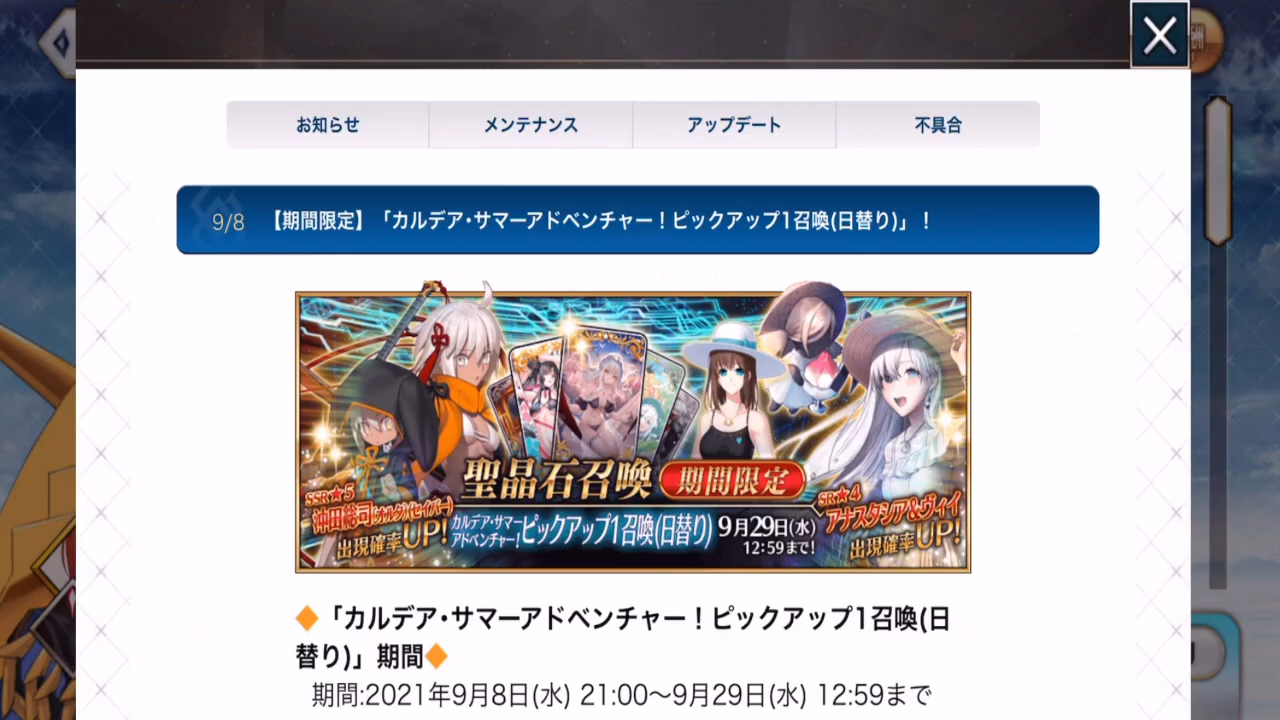 お知らせ
メンテナンス
アップデート
不具合
9/8 【期間限定】「カルデア・サマーアドベンチャー！ピックアップ1召喚(日替り)」！
聖晶石召喚 期間限定
SSR★5
沖田総司〔オルタ〕(セイバー)
出現確率UP!
カルデア・サマー
アドベンチャー!
ピックアップ1召喚(日替り)
9月29日(水)
12:59まで!
SR★4
アナスタシア&ヴィイ
出現確率UP!
🔶「カルデア・サマーアドベンチャー！ピックアップ1召喚(日
替り)」期間🔶
期間:2021年9月8日(水) 21:00〜9月29日(水) 12:59まで